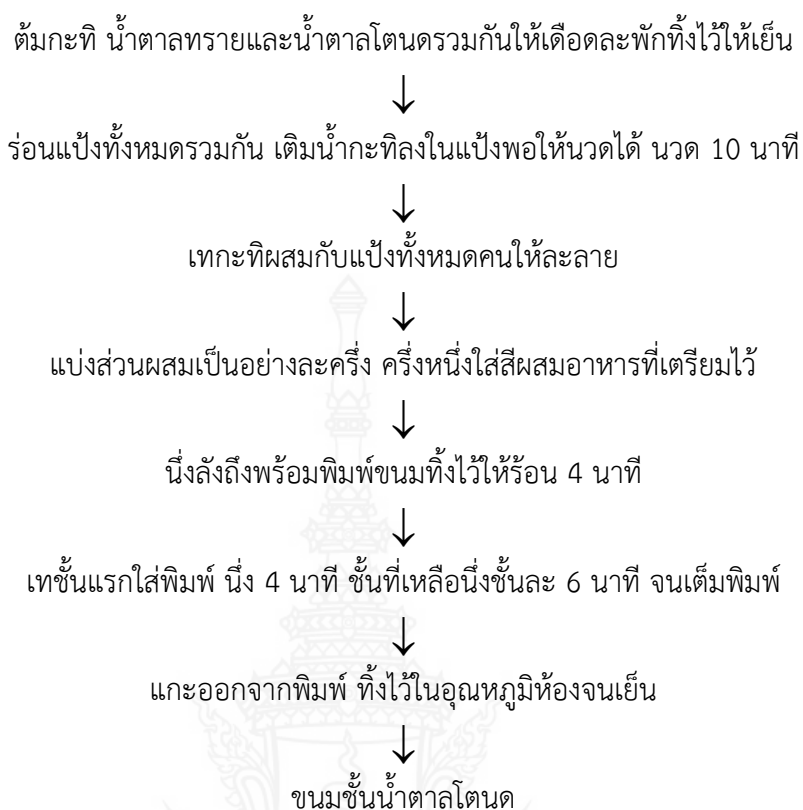 ต้มกะทิ น้ำตาลทรายและน้ำตาลโตนดรวมกันให้เดือดละพักทิ้งไว้ให้เย็น
ร่อนแป้งทั้งหมดรวมกัน เติมน้ำกะทิลงในแป้งพอให้นวดได้ นวด 10 นาที
เทกะทิผสมกับแป้งทั้งหมดคนให้ละลาย
แบ่งส่วนผสมเป็นอย่างละครึ่ง ครึ่งหนึ่งใส่สีผสมอาหารที่เตรียมไว้
นึ่งลังถึงพร้อมพิมพ์ขนมทิ้งไว้ให้ร้อน 4 นาที
เทชั้นแรกใส่พิมพ์ นึ่ง 4 นาที ชั้นที่เหลือนึ่งชั้นละ 6 นาที จนเต็มพิมพ์
แกะออกจากพิมพ์ ทิ้งไว้ในอุณหภูมิห้องจนเย็น
ขนมชั้นน้ำตาลโตนด